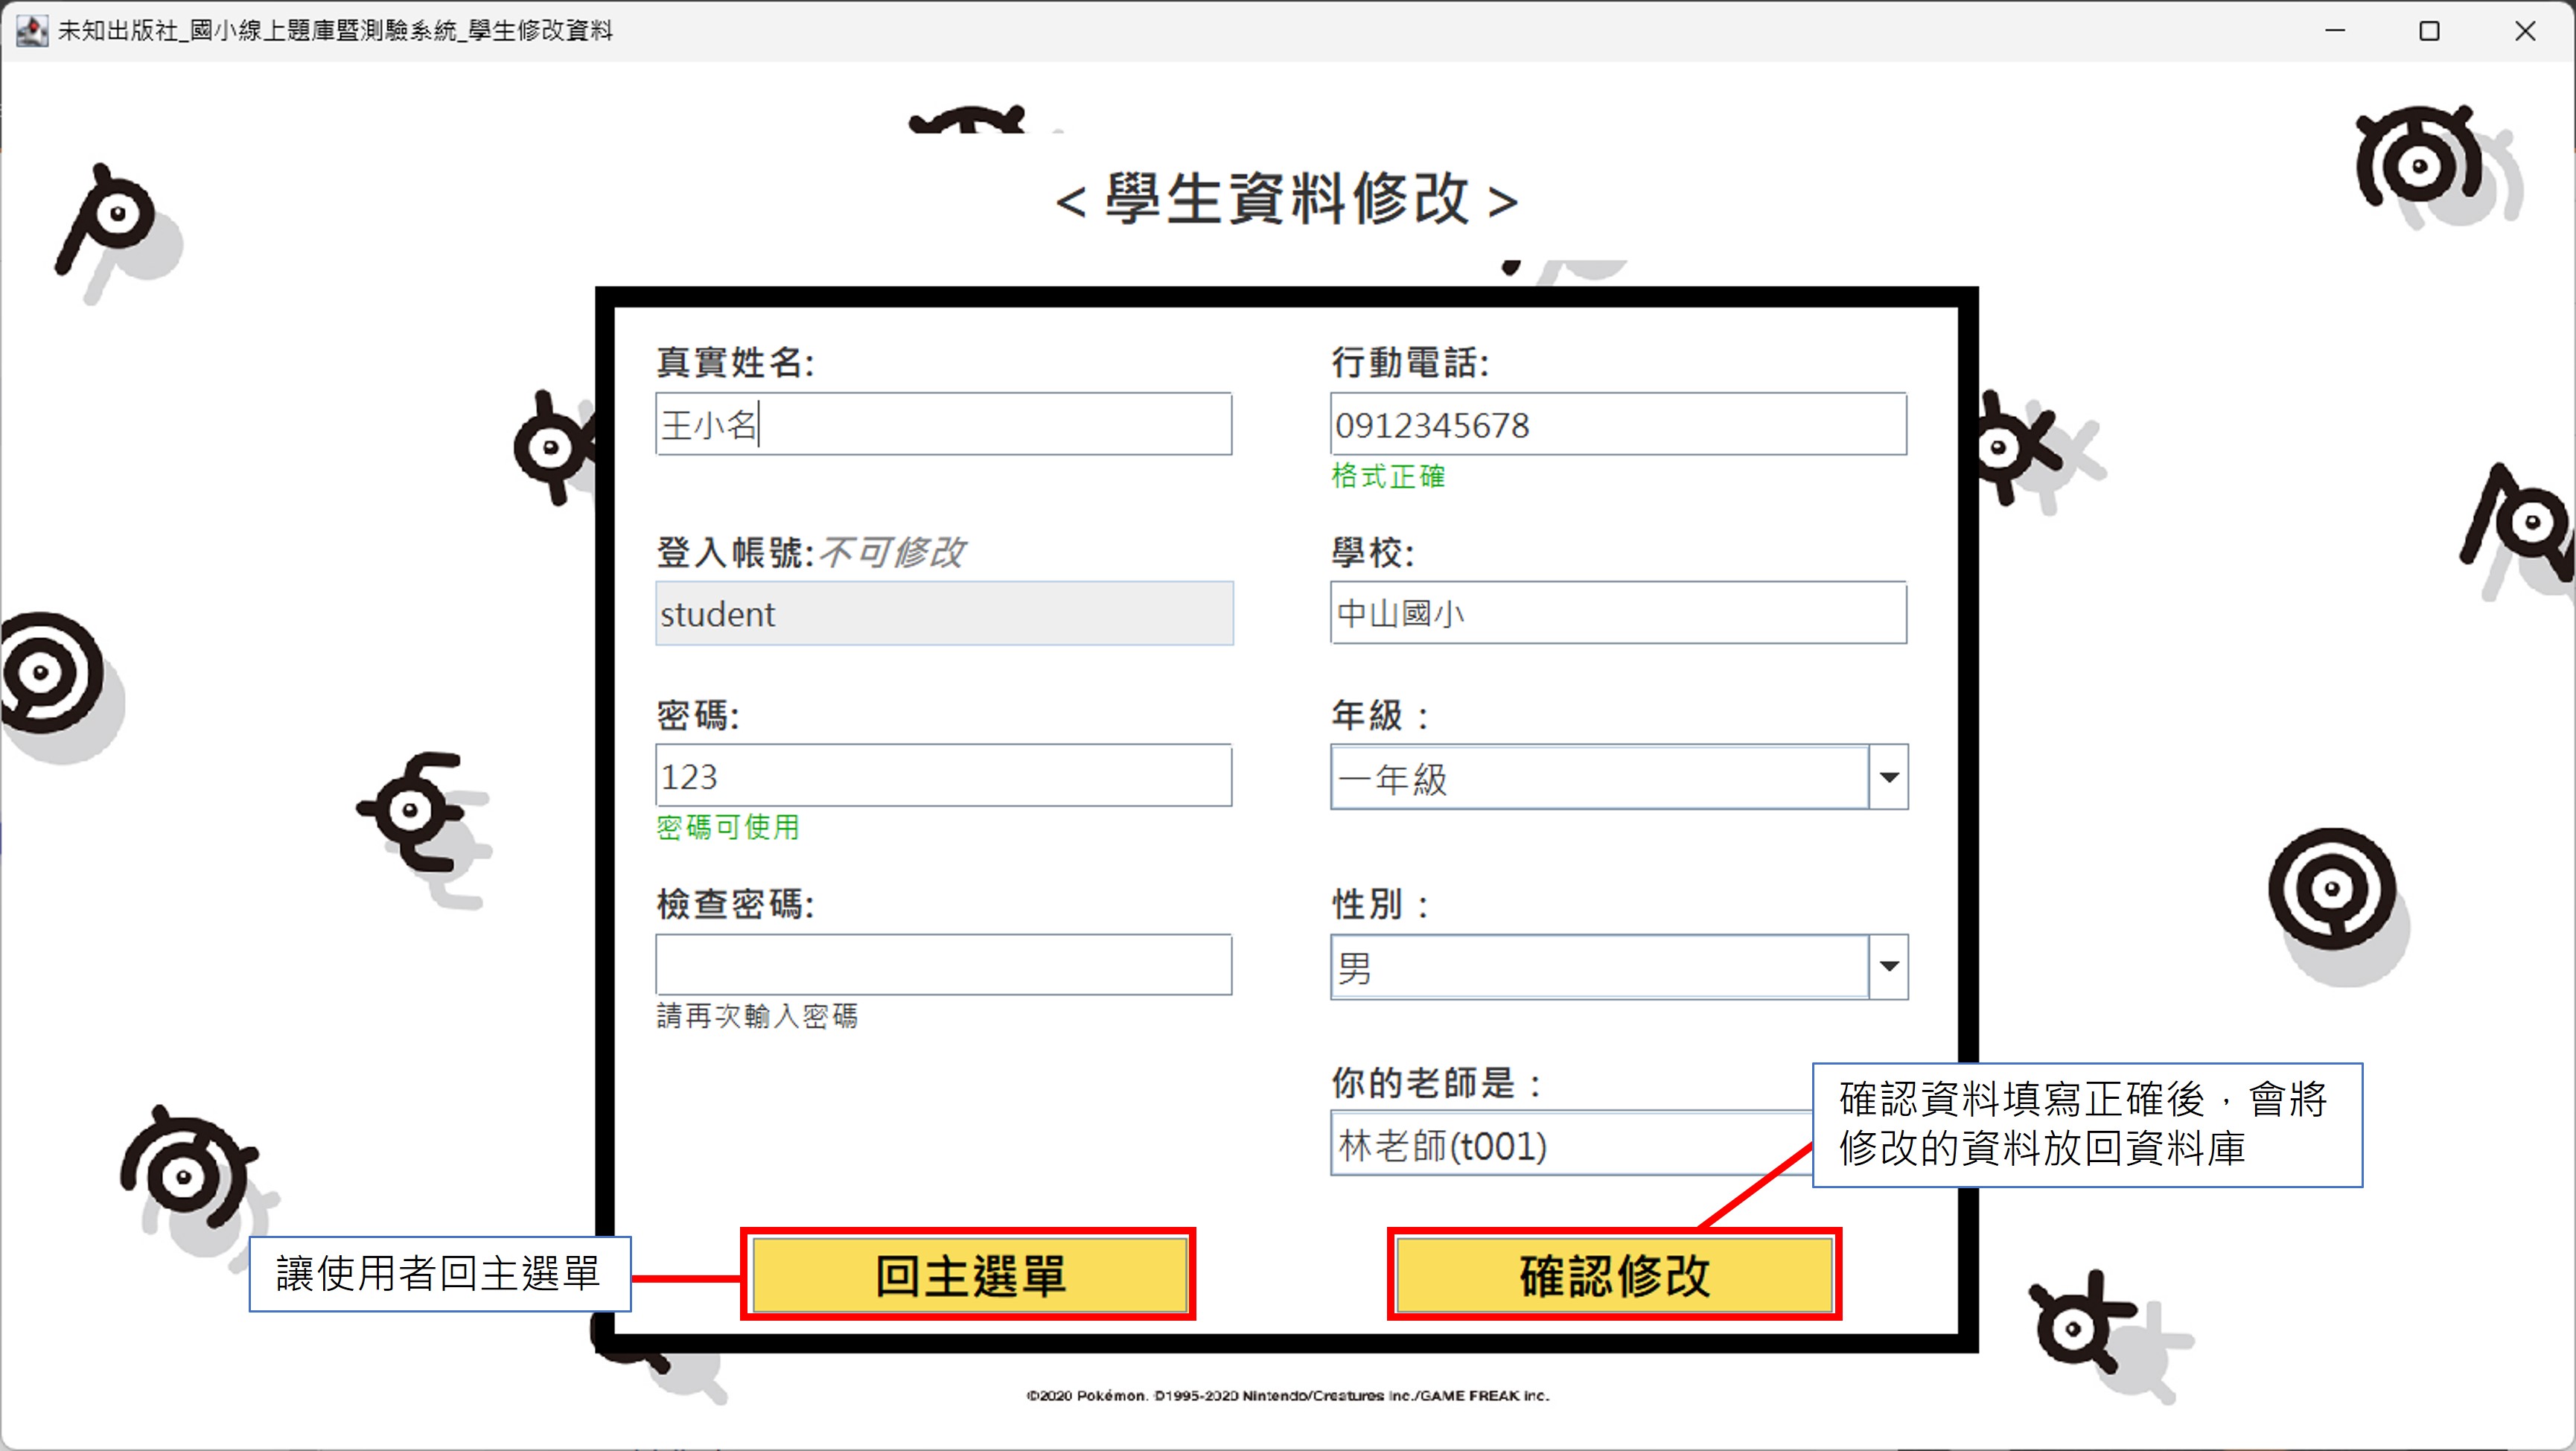 未知出版社_國小線上題庫暨測驗系統_學生修改資料
<學生資料修改>
真實姓名:
王小名
登入帳號:不可修改
student
密碼:
123
密碼可使用
檢查密碼:
請再次輸入密碼
行動電話:
0912345678
格式正確
學校:
中山國小
年級：
一年級
性別：
男
你的老師是：
林老師(t001)
確認資料填寫正確後，會將
修改的資料放回資料庫
讓使用者回主選單
回主選單
確認修改
©2020 Pokémon. ©1995-2020 Nintendo/Creatures Inc./GAME FREAK inc.